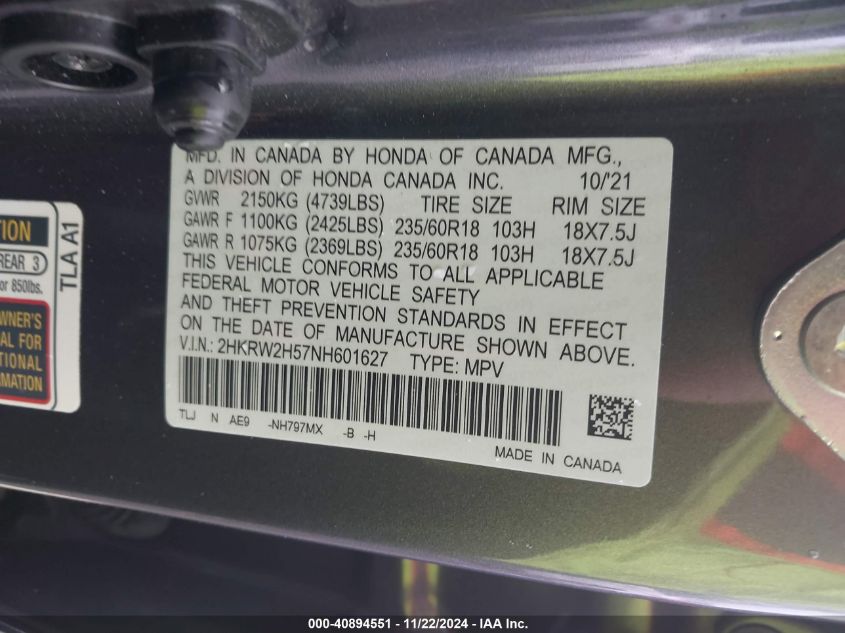 MFD. IN CANADA BY HONDA OF CANADA MFG.,
A DIVISION OF HONDA CANADA INC. 10/'21
GVWR 2150KG (4739LBS) TIRE SIZE RIM SIZE
GAWR F 1100KG (2425LBS) 235/60R18 103H 18X7.5J
GAWR R 1075KG (2369LBS) 235/60R18 103H 18X7.5J
THIS VEHICLE CONFORMS TO ALL APPLICABLE
FEDERAL MOTOR VEHICLE SAFETY
AND THEFT PREVENTION STANDARDS IN EFFECT
ON THE DATE OF MANUFACTURE SHOWN ABOVE.
V.I.N.: 2HKRW2H57NH601627 TYPE: MPV
TLJ N AE9 -NH797MX -B -H
MADE IN CANADA
TION
REAR 3
or 850lbs.
WNER'S
AL FOR
TIONAL
RMATION
TLA A1
000-40894551 - 11/22/2024 - IAA Inc.